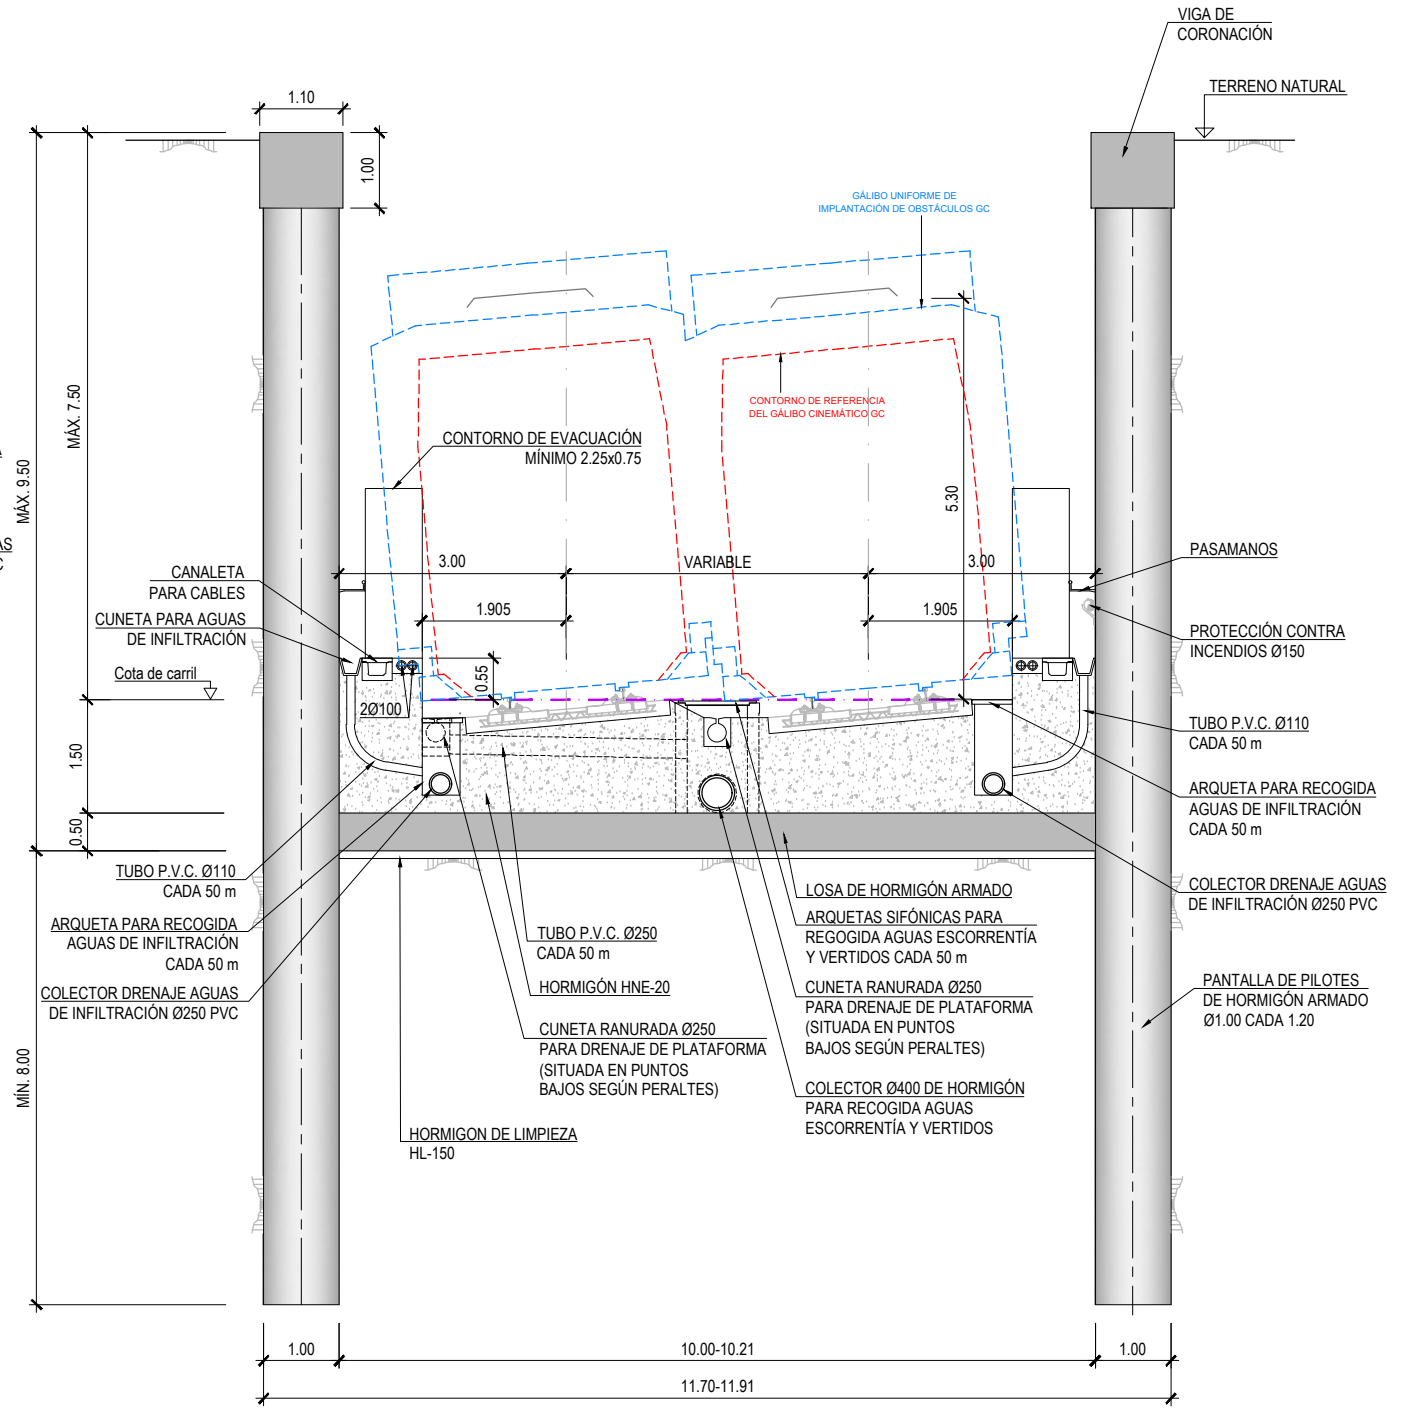 VIGA DE
CORONACIÓN
TERRENO NATURAL
1.10
1.00
GÁLIBO UNIFORME DE
IMPLANTACIÓN DE OBSTÁCULOS GC
CONTORNO DE REFERENCIA
DEL GÁLIBO CINEMÁTICO GC
MÁX. 7.50
MÁX. 9.50
CONTORNO DE EVACUACIÓN
MÍNIMO 2.25x0.75
5.30
AS
3.00
VARIABLE
3.00
PASAMANOS
CANALETA
PARA CABLES
1.905
1.905
CUNETA PARA AGUAS
DE INFILTRACIÓN
PROTECCIÓN CONTRA
INCENDIOS Ø150
Cota de carril
0.55
2Ø100
TUBO P.V.C. Ø110
CADA 50 m
1.50
ARQUETA PARA RECOGIDA
AGUAS DE INFILTRACIÓN
CADA 50 m
0.50
TUBO P.V.C. Ø110
CADA 50 m
LOSA DE HORMIGÓN ARMADO
COLECTOR DRENAJE AGUAS
DE INFILTRACIÓN Ø250 PVC
ARQUETA PARA RECOGIDA
AGUAS DE INFILTRACIÓN
CADA 50 m
TUBO P.V.C. Ø250
CADA 50 m
ARQUETAS SIFÓNICAS PARA
REGOGIDA AGUAS ESCORRENTÍA
Y VERTIDOS CADA 50 m
COLECTOR DRENAJE AGUAS
DE INFILTRACIÓN Ø250 PVC
HORMIGÓN HNE-20
CUNETA RANURADA Ø250
PARA DRENAJE DE PLATAFORMA
(SITUADA EN PUNTOS
BAJOS SEGÚN PERALTES)
PANTALLA DE PILOTES
DE HORMIGÓN ARMADO
Ø1.00 CADA 1.20
CUNETA RANURADA Ø250
PARA DRENAJE DE PLATAFORMA
(SITUADA EN PUNTOS
BAJOS SEGÚN PERALTES)
MÍN. 8.00
COLECTOR Ø400 DE HORMIGÓN
PARA RECOGIDA AGUAS
ESCORRENTÍA Y VERTIDOS
HORMIGON DE LIMPIEZA
HL-150
1.00
10.00-10.21
1.00
11.70-11.91